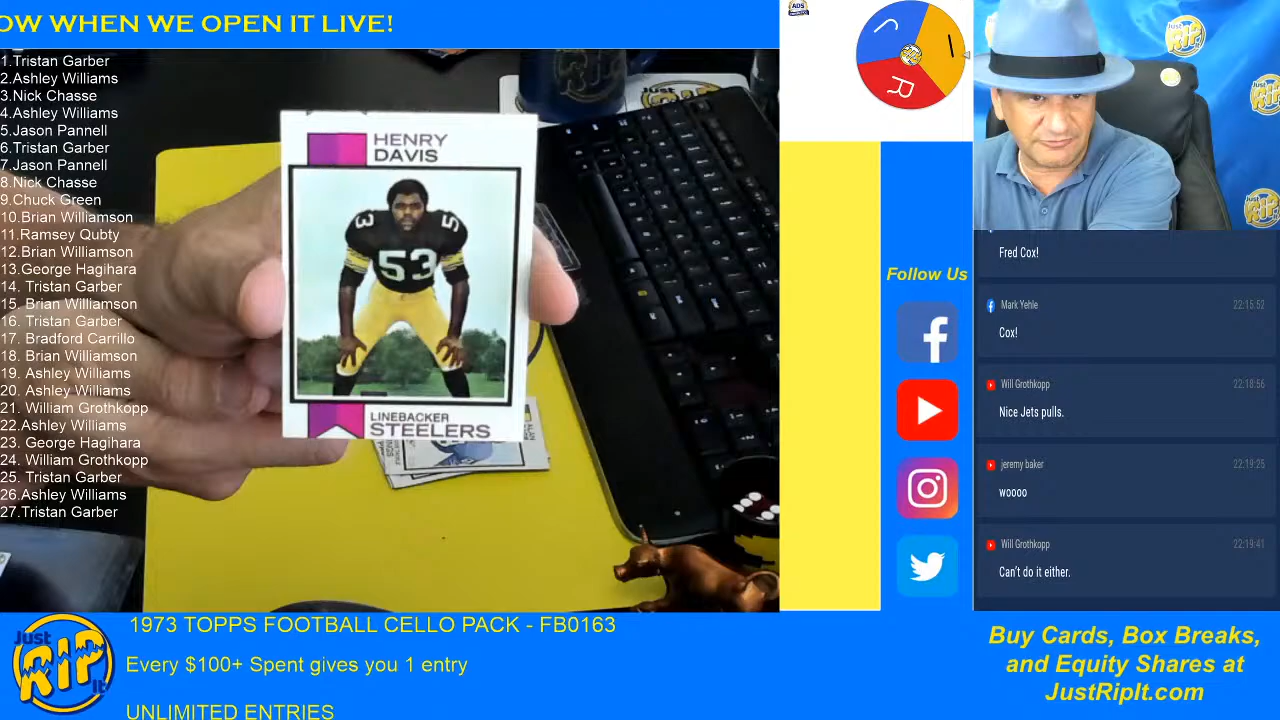 OW WHEN WE OPEN IT LIVE!
1.Tristan Garber
2.Ashley Williams
3.Nick Chasse
4.Ashley Williams
5.Jason Pannell
6.Tristan Garber
7.Jason Pannell
8.Nick Chasse
9.Chuck Green
10.Brian Williamson
11.Ramsey Qubty
12.Brian Williamson
13.George Hagihara
14. Tristan Garber
15. Brian Williamson
16. Tristan Garber
17. Bradford Carrillo
18. Brian Williamson
19. Ashley Williams
20. Ashley Williams
21. William Grothkopp
22.Ashley Williams
23. George Hagihara
24. William Grothkopp
25. Tristan Garber
26.Ashley Williams
27.Tristan Garber
HENRY
DAVIS
53
53
LINEBACKER
STEELERS
ADS
J
I
R
Follow Us
Fred Cox!
Mark Yehle 22:15:52
Cox!
Will Grothkopp 22:18:56
Nice Jets pulls.
jeremy baker 22:19:25
woooo
Will Grothkopp 22:19:41
Can't do it either.
Just
RIP
It
1973 TOPPS FOOTBALL CELLO PACK - FB0163
Every $100+ Spent gives you 1 entry
UNLIMITED ENTRIES
Buy Cards, Box Breaks,
and Equity Shares at
JustRipIt.com